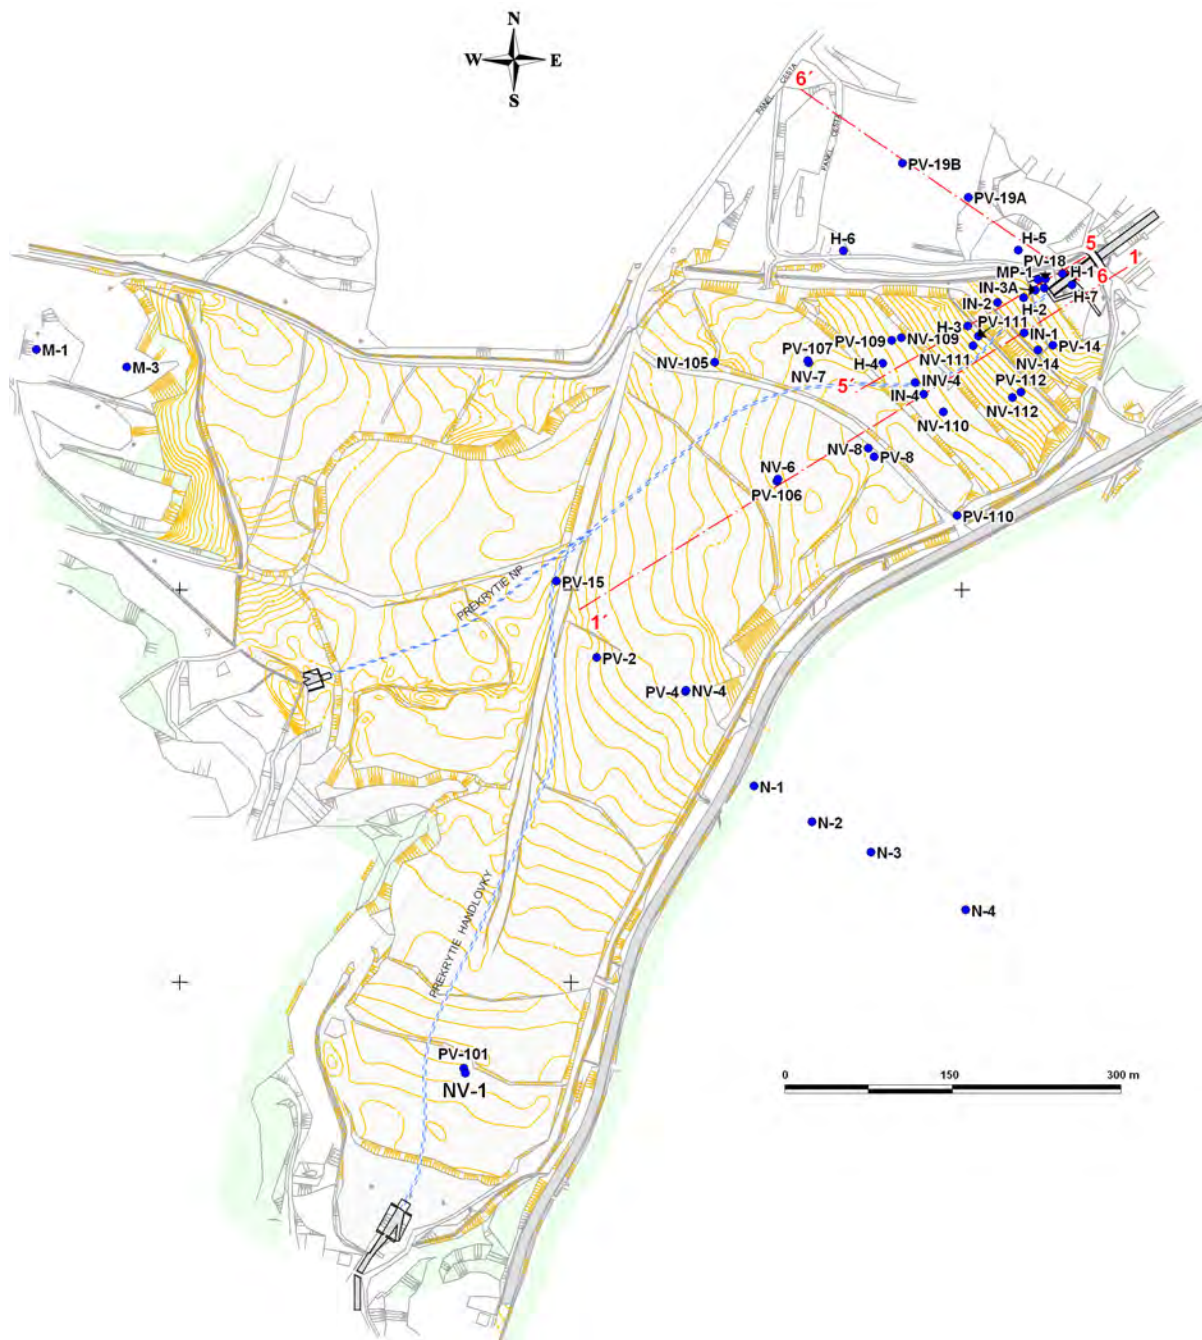 N
W E
S
PANEL CESTA
6´
PANEL CESTA
PV-19B
PV-19A
H-6
H-5
5
PV-18
1
MP-1
H-1
6
IN-3A
H-7
IN-2
H-2
H-3
PV-111
IN-1
PV-109
NV-109
PV-14
M-1
NV-111
NV-14
PV-107
M-3
NV-105
H-4
NV-7
5´
INV-4
PV-112
IN-4
NV-112
NV-110
NV-8
PV-8
NV-6
PV-106
PV-110
PREKRYTIE NP
PV-15
1´
PV-2
PV-4
NV-4
N-1
N-2
N-3
PREKRYTIE HANDLOVKY
N-4
PV-101
NV-1
0 150 300 m